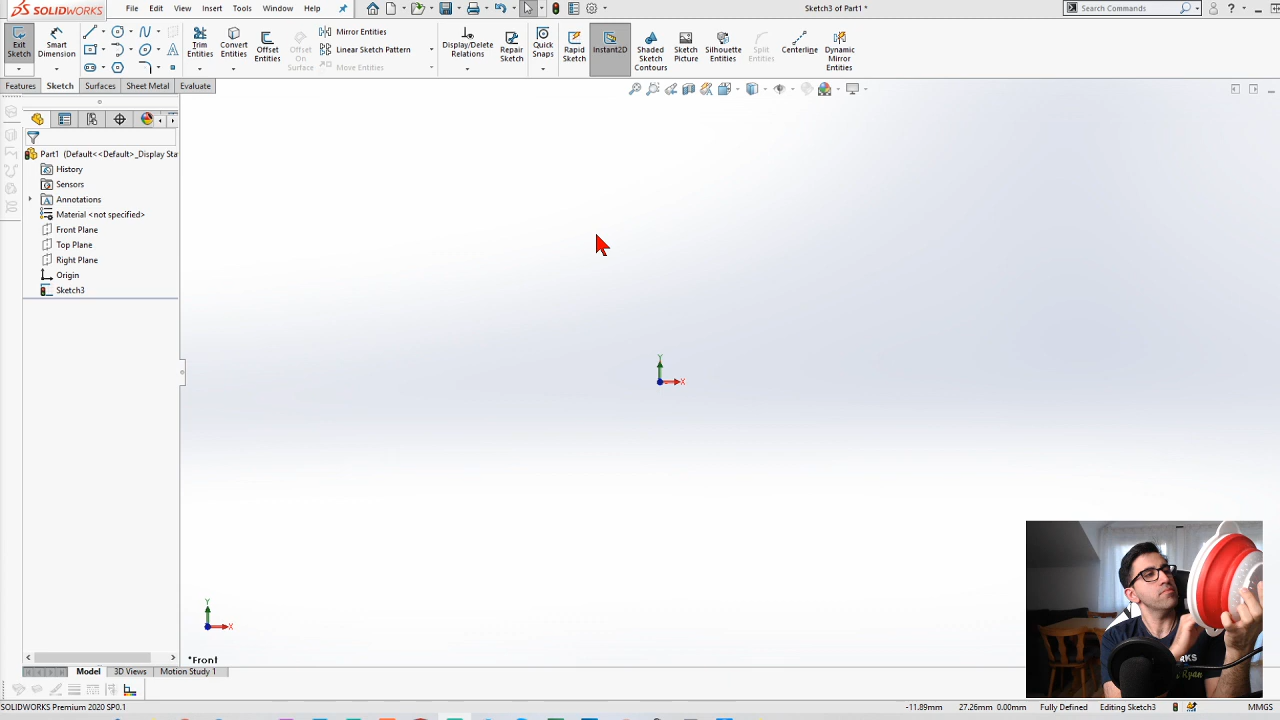 SOLIDWORKS
File Edit View Insert Tools Window Help
Sketch3 of Part1 *
Search Commands
Exit Sketch
Smart Dimension
Trim Entities
Convert Entities
Offset Entities
Offset On Surface
Mirror Entities
Linear Sketch Pattern
Move Entities
Display/Delete Relations
Repair Sketch
Quick Snaps
Rapid Sketch
Instant2D
Shaded Sketch Contours
Sketch Picture
Silhouette Entities
Split Entities
Centerline
Dynamic Mirror Entities
Features Sketch Surfaces Sheet Metal Evaluate
Part1 (Default<<Default>_Display Sta
History
Sensors
Annotations
Material <not specified>
Front Plane
Top Plane
Right Plane
Origin
Sketch3
Y
X
Y
X
*Front
Model 3D Views Motion Study 1
SOLIDWORKS Premium 2020 SP0.1
-11.89mm 27.26mm 0.00mm Fully Defined Editing Sketch3 MMGS